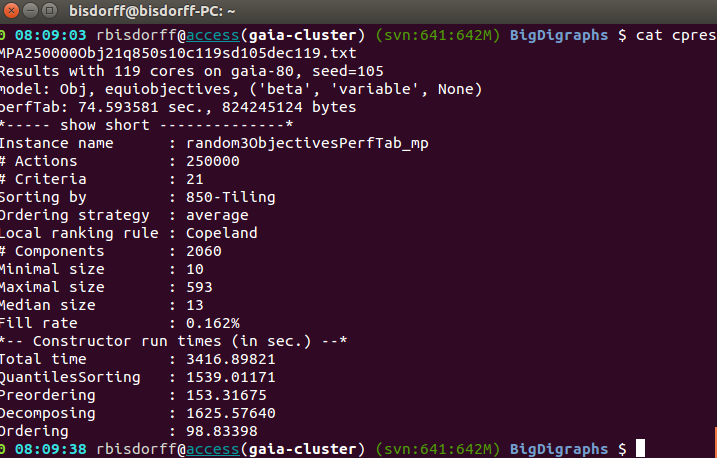 bisdorff@bisdorff-PC: ~
0 08:09:03 rbisdorff@access(gaia-cluster) (svn:641:642M) BigDigraphs $ cat cpres
MPA250000Obj21q850s10c119sd105dec119.txt
Results with 119 cores on gaia-80, seed=105
model: Obj, equiobjectives, ('beta', 'variable', None)
perfTab: 74.593581 sec., 824245124 bytes
*----- show short --------------*
Instance name     : random3ObjectivesPerfTab_mp
# Actions         : 250000
# Criteria        : 21
Sorting by        : 850-Tiling
Ordering strategy : average
Local ranking rule : Copeland
# Components      : 2060
Minimal size      : 10
Maximal size      : 593
Median size       : 13
Fill rate         : 0.162%
*-- Constructor run times (in sec.) --*
Total time        : 3416.89821
QuantilesSorting  : 1539.01171
Preordering       : 153.31675
Decomposing       : 1625.57640
Ordering          : 98.83398
0 08:09:38 rbisdorff@access(gaia-cluster) (svn:641:642M) BigDigraphs $